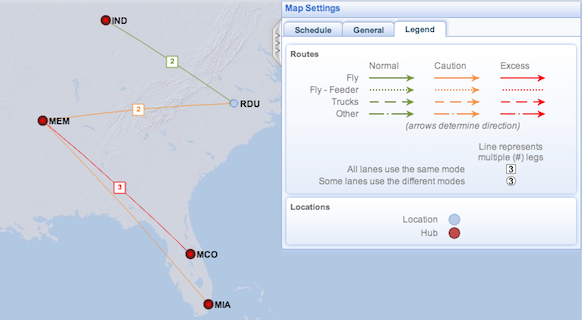 IND
2
RDU
2
MEM
3
MCO
MIA
Map Settings
Schedule General Legend
Routes
Normal Caution Excess
Fly
Fly - Feeder
Trucks
Other
(arrows determine direction)
Line represents
multiple (#) legs
All lanes use the same mode 3
Some lanes use the different modes 3
Locations
Location
Hub